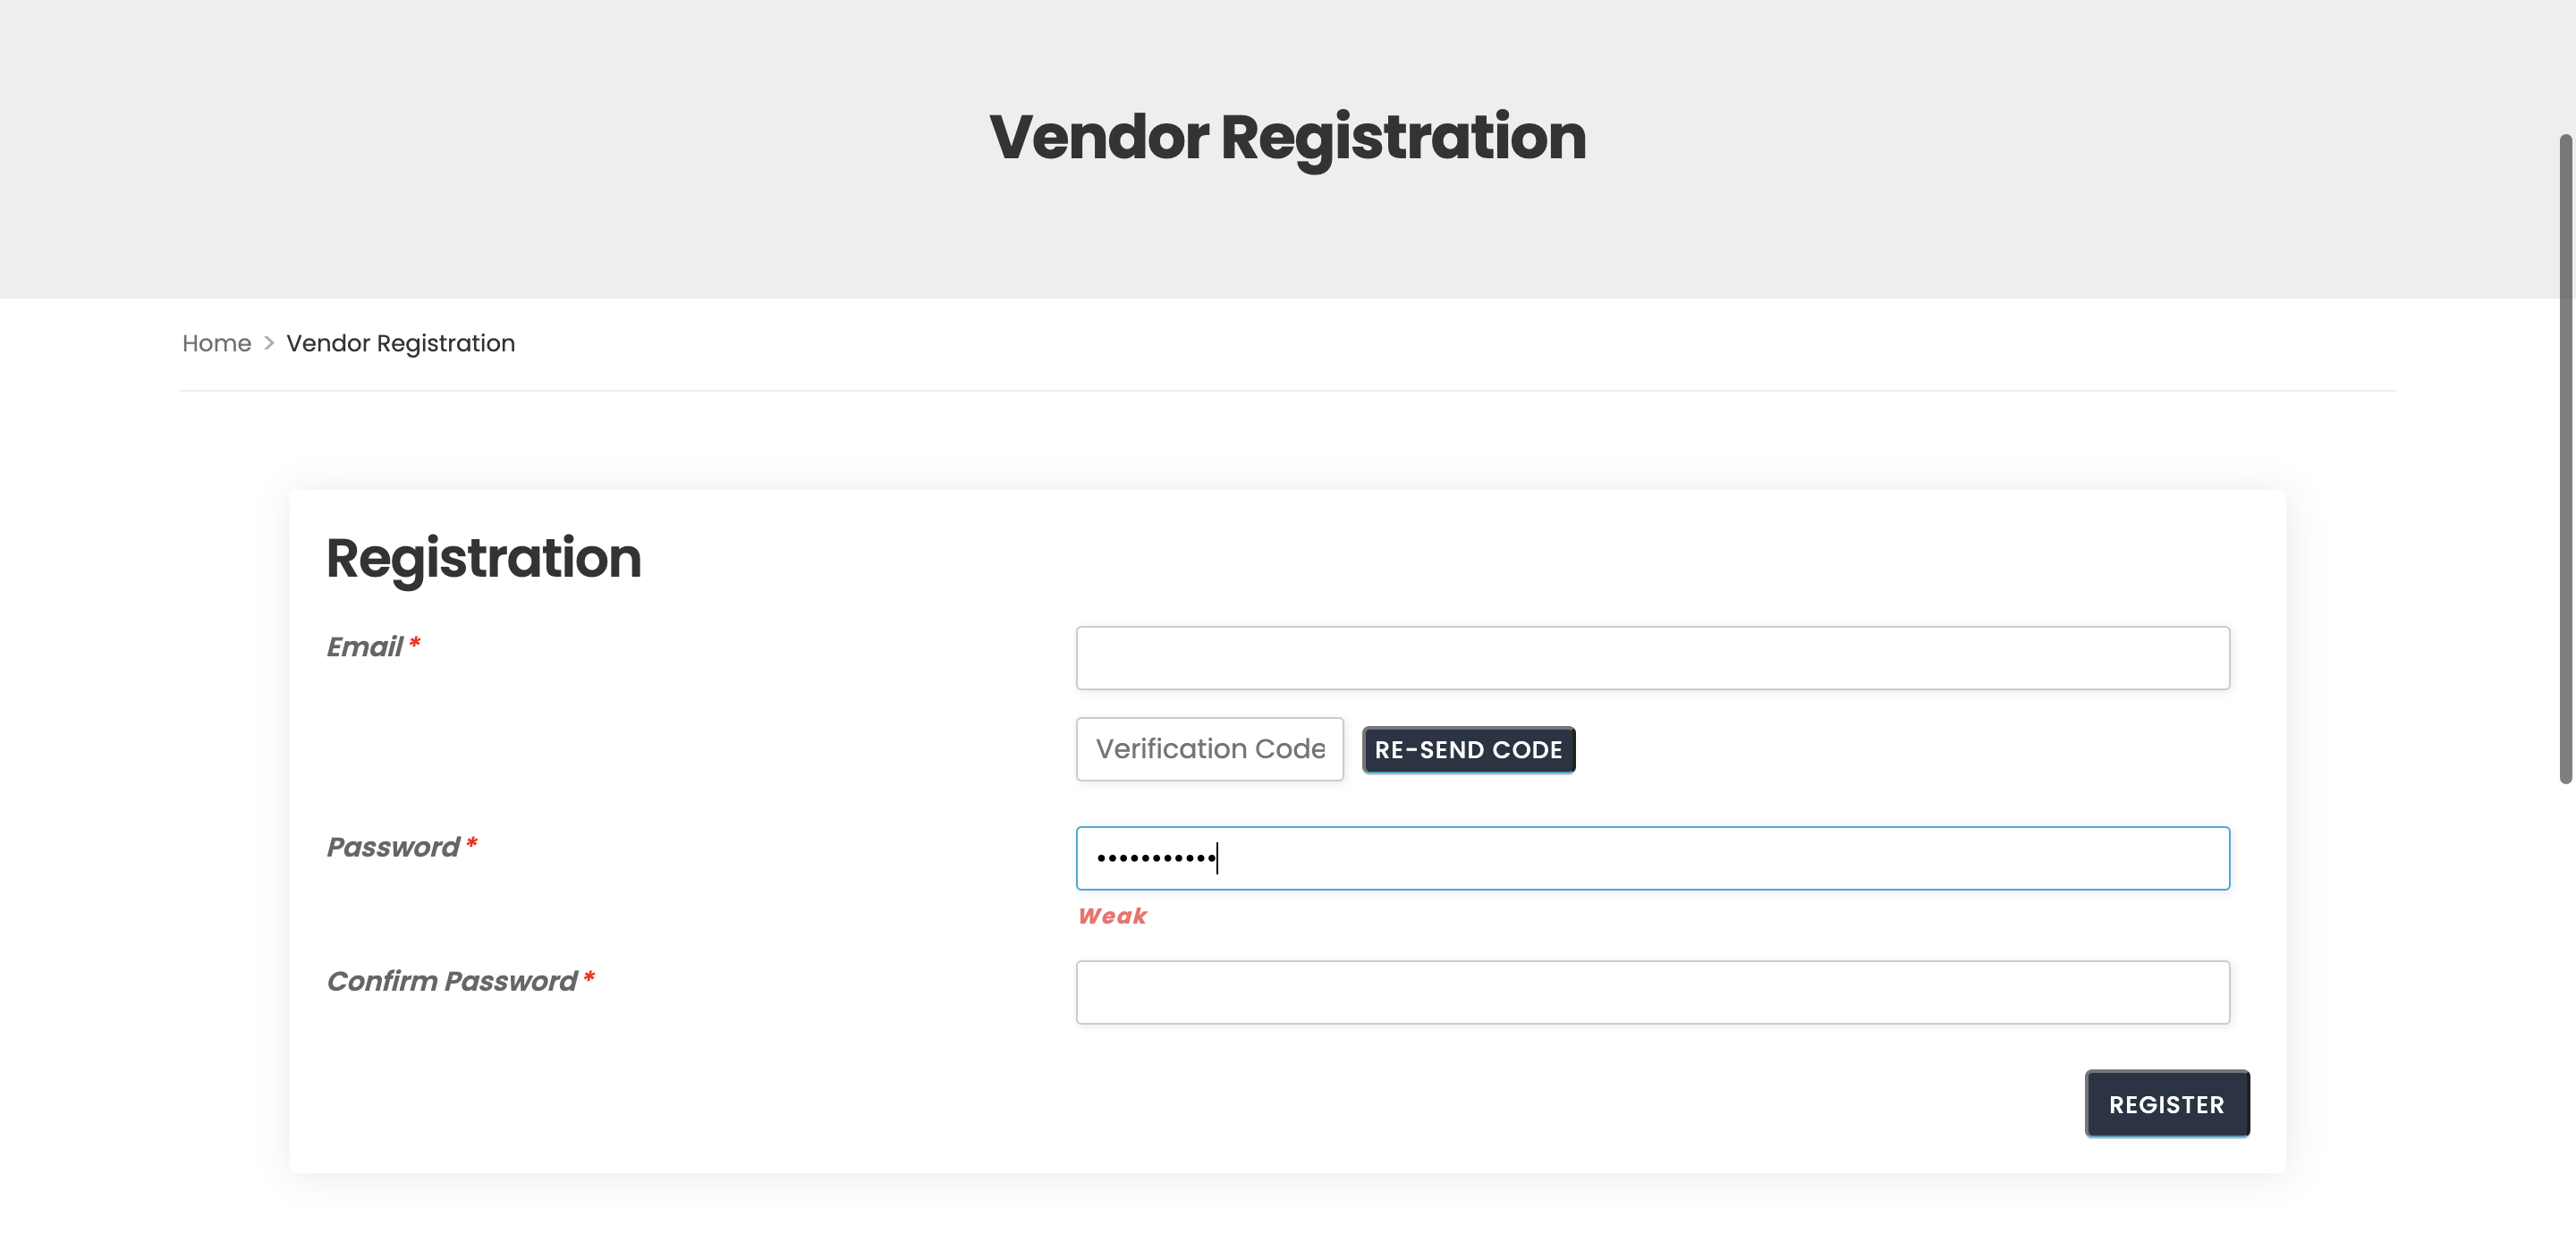 Vendor Registration
Home > Vendor Registration
Registration
Email *
Verification Code
RE-SEND CODE
Password *
•••••••••••
Weak
Confirm Password *
REGISTER